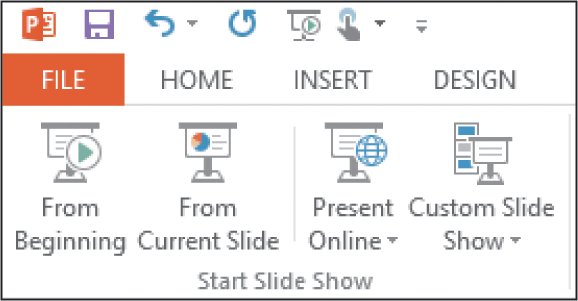 P
FILE HOME INSERT DESIGN
From From Present Custom Slide
Beginning Current Slide Online Show
Start Slide Show